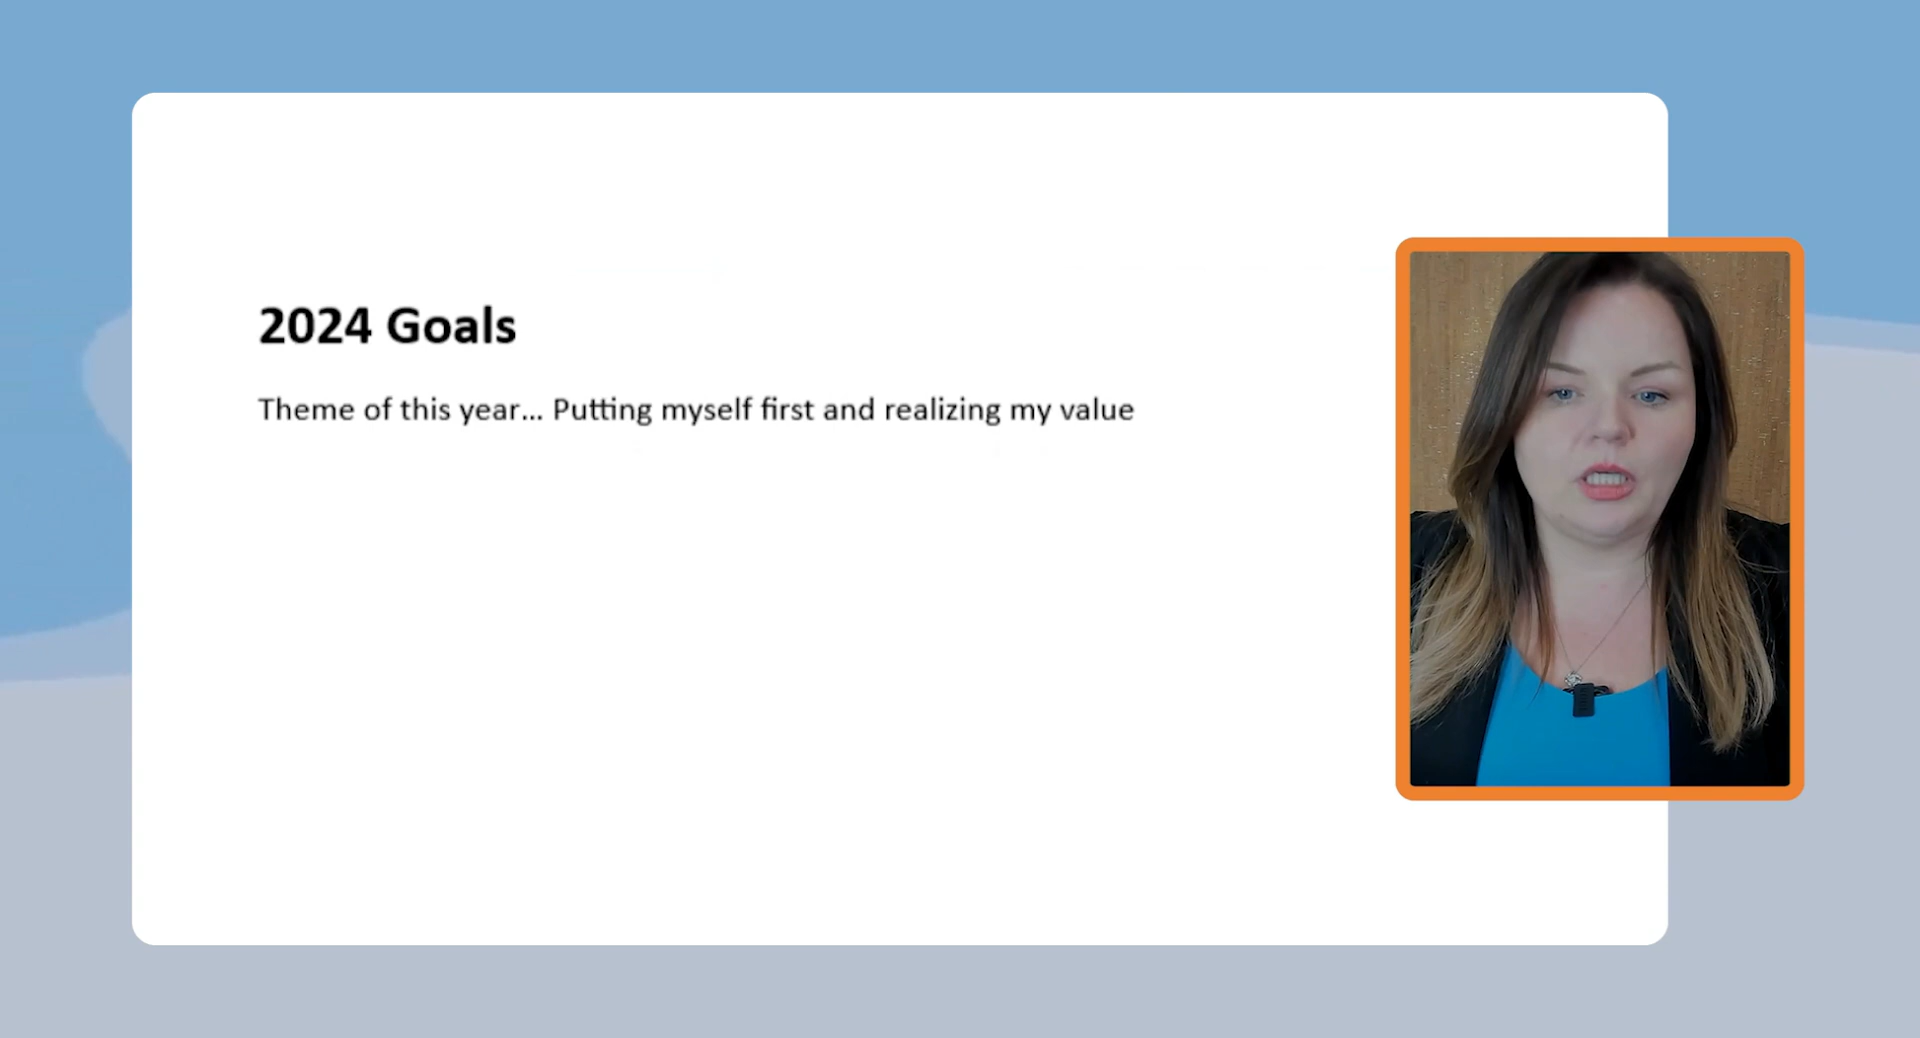 2024 Goals
Theme of this year... Putting myself first and realizing my value